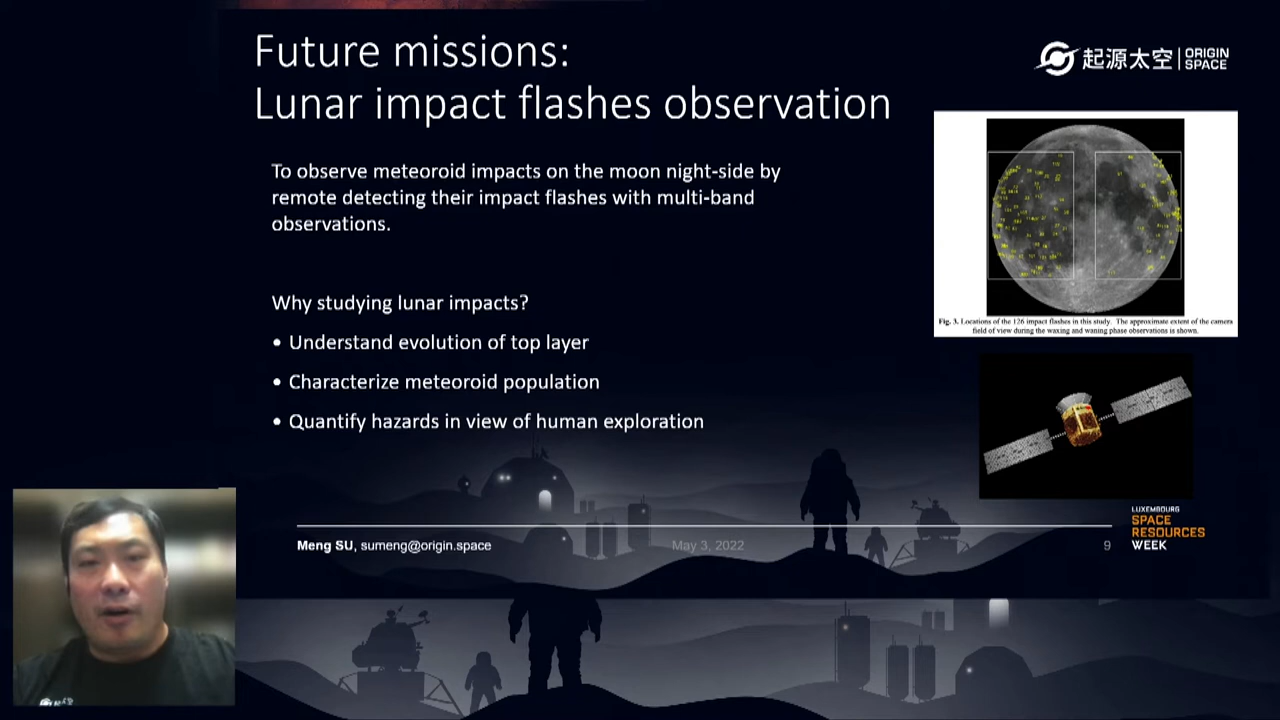 Future missions:
Lunar impact flashes observation
起源太空
ORIGIN
SPACE
To observe meteoroid impacts on the moon night-side by
remote detecting their impact flashes with multi-band
observations.
Fig. 3. Locations of the 126 impact flashes in this study. The approximate extent of the camera
field of view during the waxing and waning phase observations is shown.
Why studying lunar impacts?
• Understand evolution of top layer
• Characterize meteoroid population
• Quantify hazards in view of human exploration
Meng SU, sumeng@origin.space
May 3, 2022
9
LUXEMBOURG
SPACE
RESOURCES
WEEK